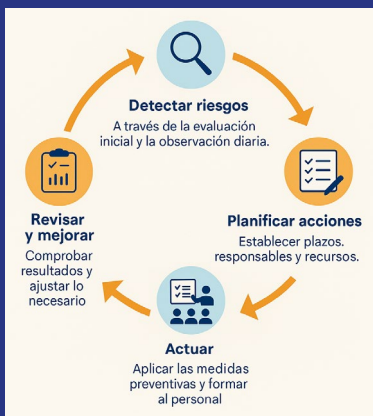 Detectar riesgos
A través de la evaluación
inicial y la observación diaria.
Planificar acciones
Establecer plazos.
responsables y recursos.
Actuar
Aplicar las medidas
preventivas y formar
al personal
Revisar
y mejorar
Comprobar
resultados y
ajustar lo
necesario